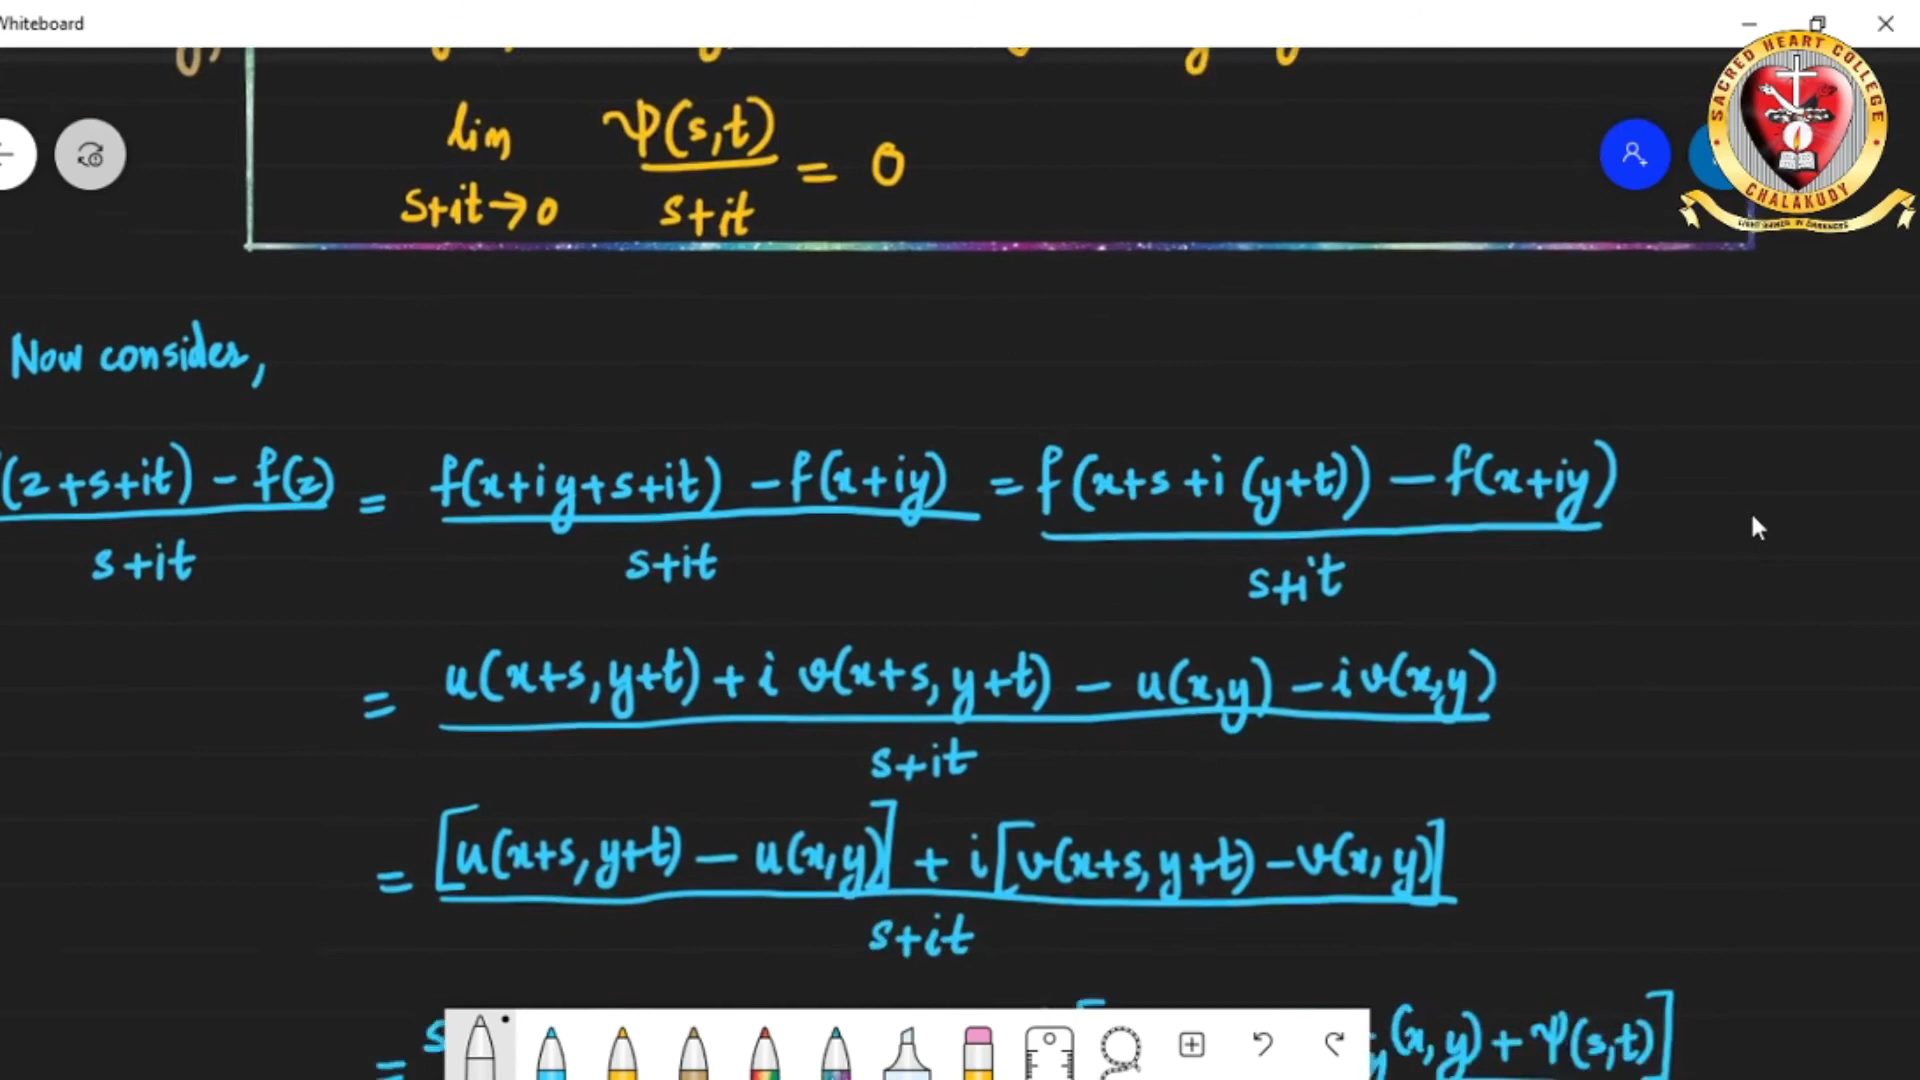 Whiteboard
lim ψ(s,t)
s+it→0 s+it = 0
SACRED HEART COLLEGE
CHALAKUDY
Now consider,
(z+s+it) - f(z) = f(x+iy+s+it) - f(x+iy) = f(x+s+i(y+t)) - f(x+iy)
s+it s+it s+it
= u(x+s, y+t) + i v(x+s, y+t) - u(x,y) - i v(x,y)
s+it
= [u(x+s, y+t) - u(x,y)] + i[v(x+s, y+t) - v(x,y)]
s+it
= s y(x,y) + ψ(s,t)]